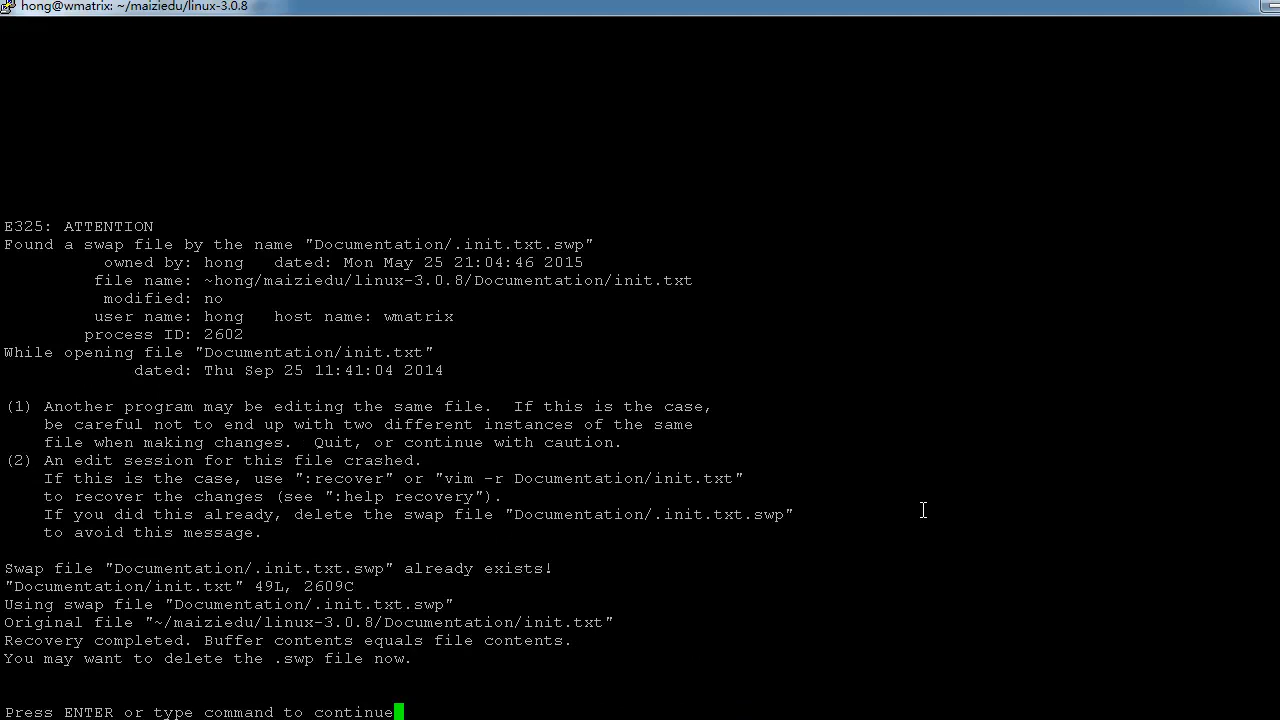 hong@wmatrix: ~/maiziedu/linux-3.0.8
E325: ATTENTION
Found a swap file by the name "Documentation/.init.txt.swp"
owned by: hong   dated: Mon May 25 21:04:46 2015
file name: ~hong/maiziedu/linux-3.0.8/Documentation/init.txt
modified: no
user name: hong   host name: wmatrix
process ID: 2602
While opening file "Documentation/init.txt"
dated: Thu Sep 25 11:41:04 2014
(1) Another program may be editing the same file.  If this is the case,
be careful not to end up with two different instances of the same
file when making changes.  Quit, or continue with caution.
(2) An edit session for this file crashed.
If this is the case, use ":recover" or "vim -r Documentation/init.txt"
to recover the changes (see ":help recovery").
If you did this already, delete the swap file "Documentation/.init.txt.swp"
to avoid this message.
Swap file "Documentation/.init.txt.swp" already exists!
"Documentation/init.txt" 49L, 2609C
Using swap file "Documentation/.init.txt.swp"
Original file "~/maiziedu/linux-3.0.8/Documentation/init.txt"
Recovery completed. Buffer contents equals file contents.
You may want to delete the .swp file now.
Press ENTER or type command to continue